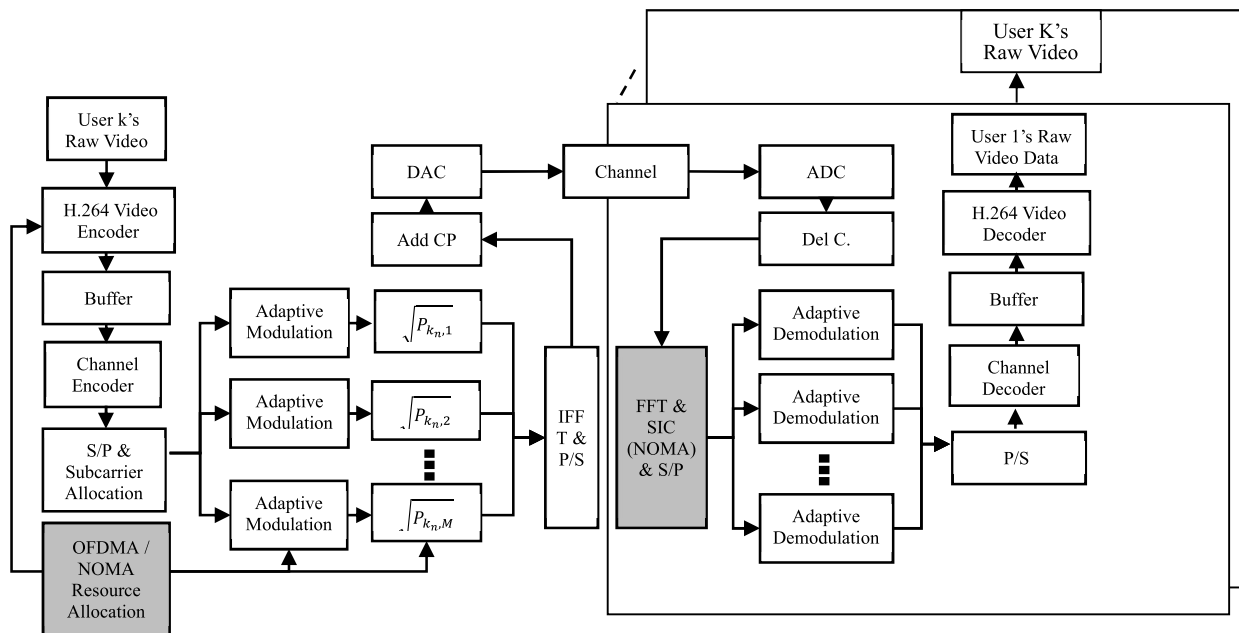 User k's
Raw Video
H.264 Video
Encoder
Buffer
Channel
Encoder
S/P &
Subcarrier
Allocation
OFDMA /
NOMA
Resource
Allocation
Adaptive
Modulation
Adaptive
Modulation
Adaptive
Modulation
√P_{k_n,1}
√P_{k_n,2}
√P_{k_n,M}
IFF
T &
P/S
Add CP
DAC
Channel
ADC
Del C.
FFT &
SIC
(NOMA)
& S/P
Adaptive
Demodulation
Adaptive
Demodulation
Adaptive
Demodulation
P/S
Channel
Decoder
Buffer
H.264 Video
Decoder
User 1's Raw
Video Data
User K's
Raw Video